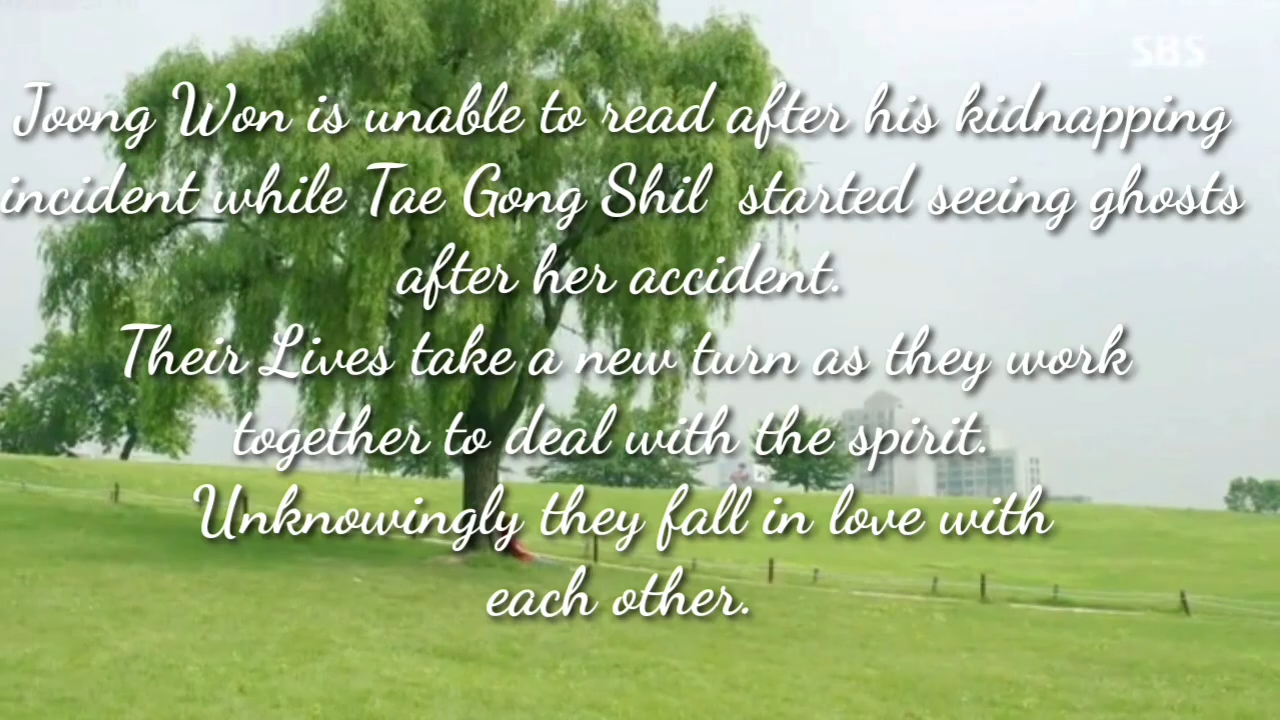 SBS
Joong Won is unable to read after his kidnapping
incident while Tae Gong Shil started seeing ghosts
after her accident.
Their Lives take a new turn as they work
together to deal with the spirit.
Unknowingly they fall in love with
each other.